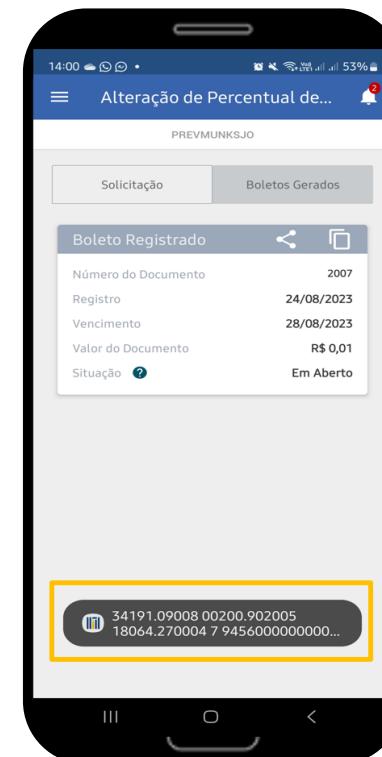 14:00 53%
Alteração de Percentual de... 2
PREVMUNKSJO
Solicitação Boletos Gerados
Boleto Registrado
Número do Documento 2007
Registro 24/08/2023
Vencimento 28/08/2023
Valor do Documento R$ 0,01
Situação ? Em Aberto
34191.09008 00200.902005
18064.270004 7 9456000000000...